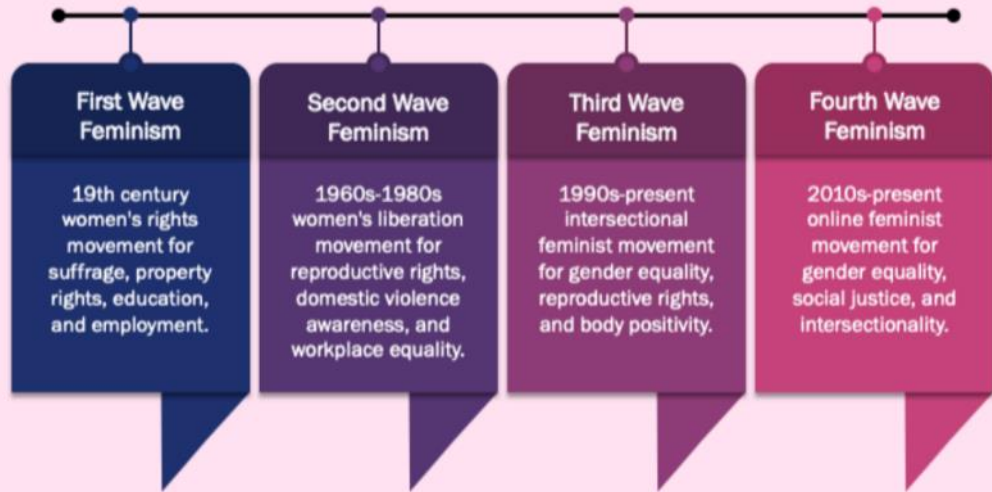 First Wave
Feminism
19th century
women's rights
movement for
suffrage, property
rights, education,
and employment.
Second Wave
Feminism
1960s-1980s
women's liberation
movement for
reproductive rights,
domestic violence
awareness, and
workplace equality.
Third Wave
Feminism
1990s-present
intersectional
feminist movement
for gender equality,
reproductive rights,
and body positivity.
Fourth Wave
Feminism
2010s-present
online feminist
movement for
gender equality,
social justice, and
intersectionality.